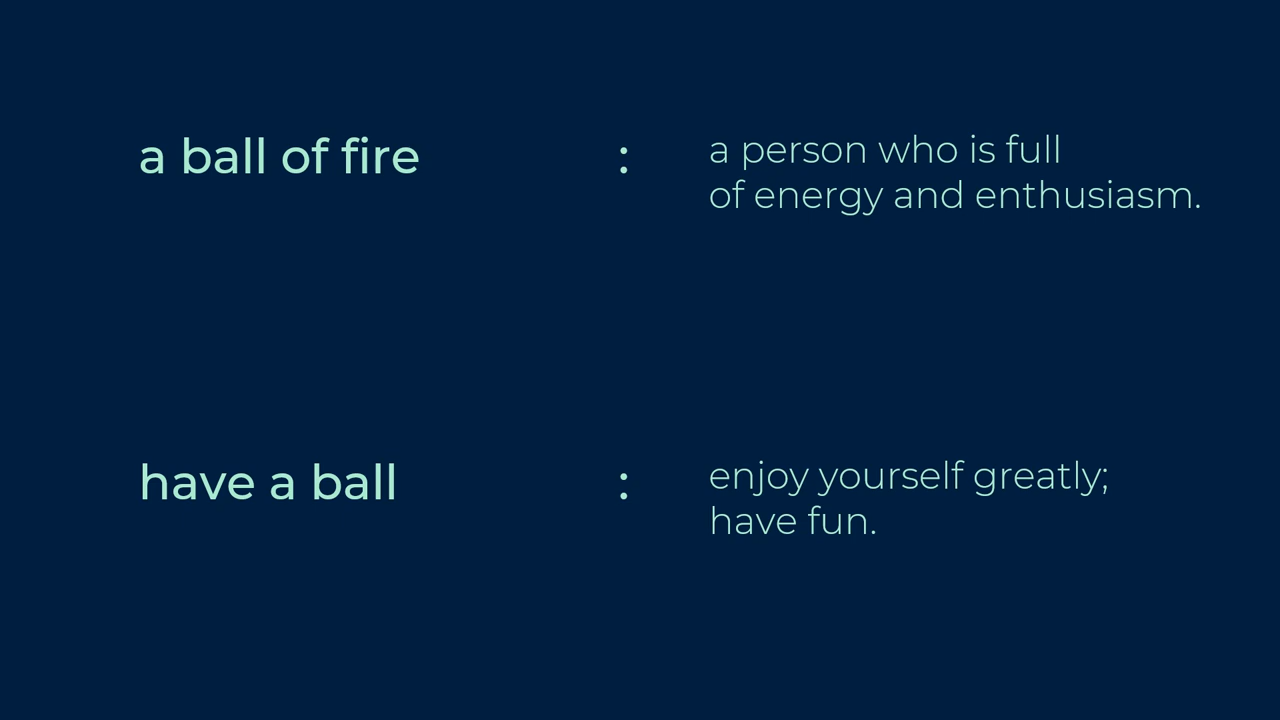 a ball of fire : a person who is full
of energy and enthusiasm.
have a ball : enjoy yourself greatly;
have fun.